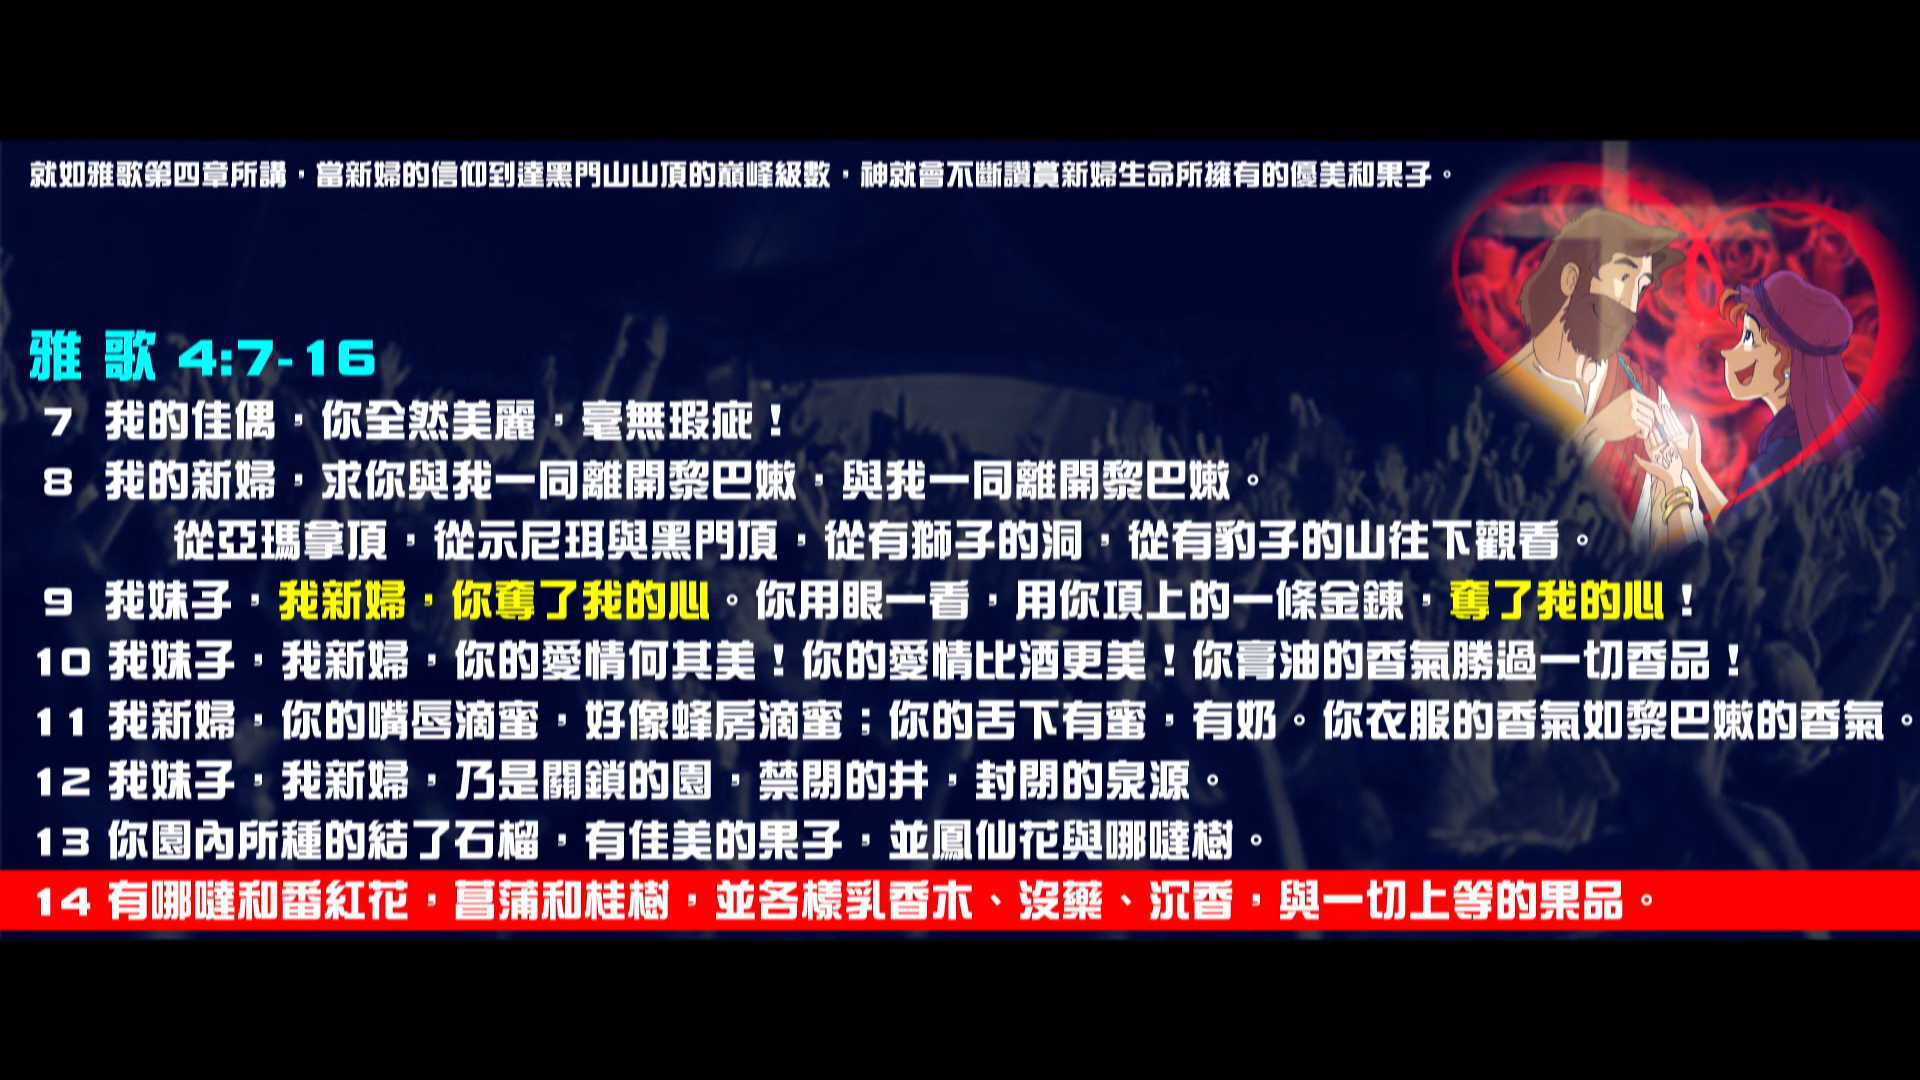 就如雅歌第四章所講，當新婦的信仰到達黑門山山頂的巔峰級數，神就會不斷讚賞新婦生命所擁有的優美和果子。
雅 歌 4:7-16
7 我的佳偶，你全然美麗，毫無瑕疵！
8 我的新婦，求你與我一同離開黎巴嫩，與我一同離開黎巴嫩。
從亞瑪拿頂，從示尼珥與黑門頂，從有獅子的洞，從有豹子的山往下觀看。
9 我妹子，我新婦，你奪了我的心。你用眼一看，用你項上的一條金鍊，奪了我的心！
10 我妹子，我新婦，你的愛情何其美！你的愛情比酒更美！你膏油的香氣勝過一切香品！
11 我新婦，你的嘴唇滴蜜，好像蜂房滴蜜；你的舌下有蜜，有奶。你衣服的香氣如黎巴嫩的香氣。
12 我妹子，我新婦，乃是關鎖的園，禁閉的井，封閉的泉源。
13 你園內所種的結了石榴，有佳美的果子，並鳳仙花與哪噠樹。
14 有哪噠和番紅花，菖蒲和桂樹，並各樣乳香木、沒藥、沉香，與一切上等的果品。